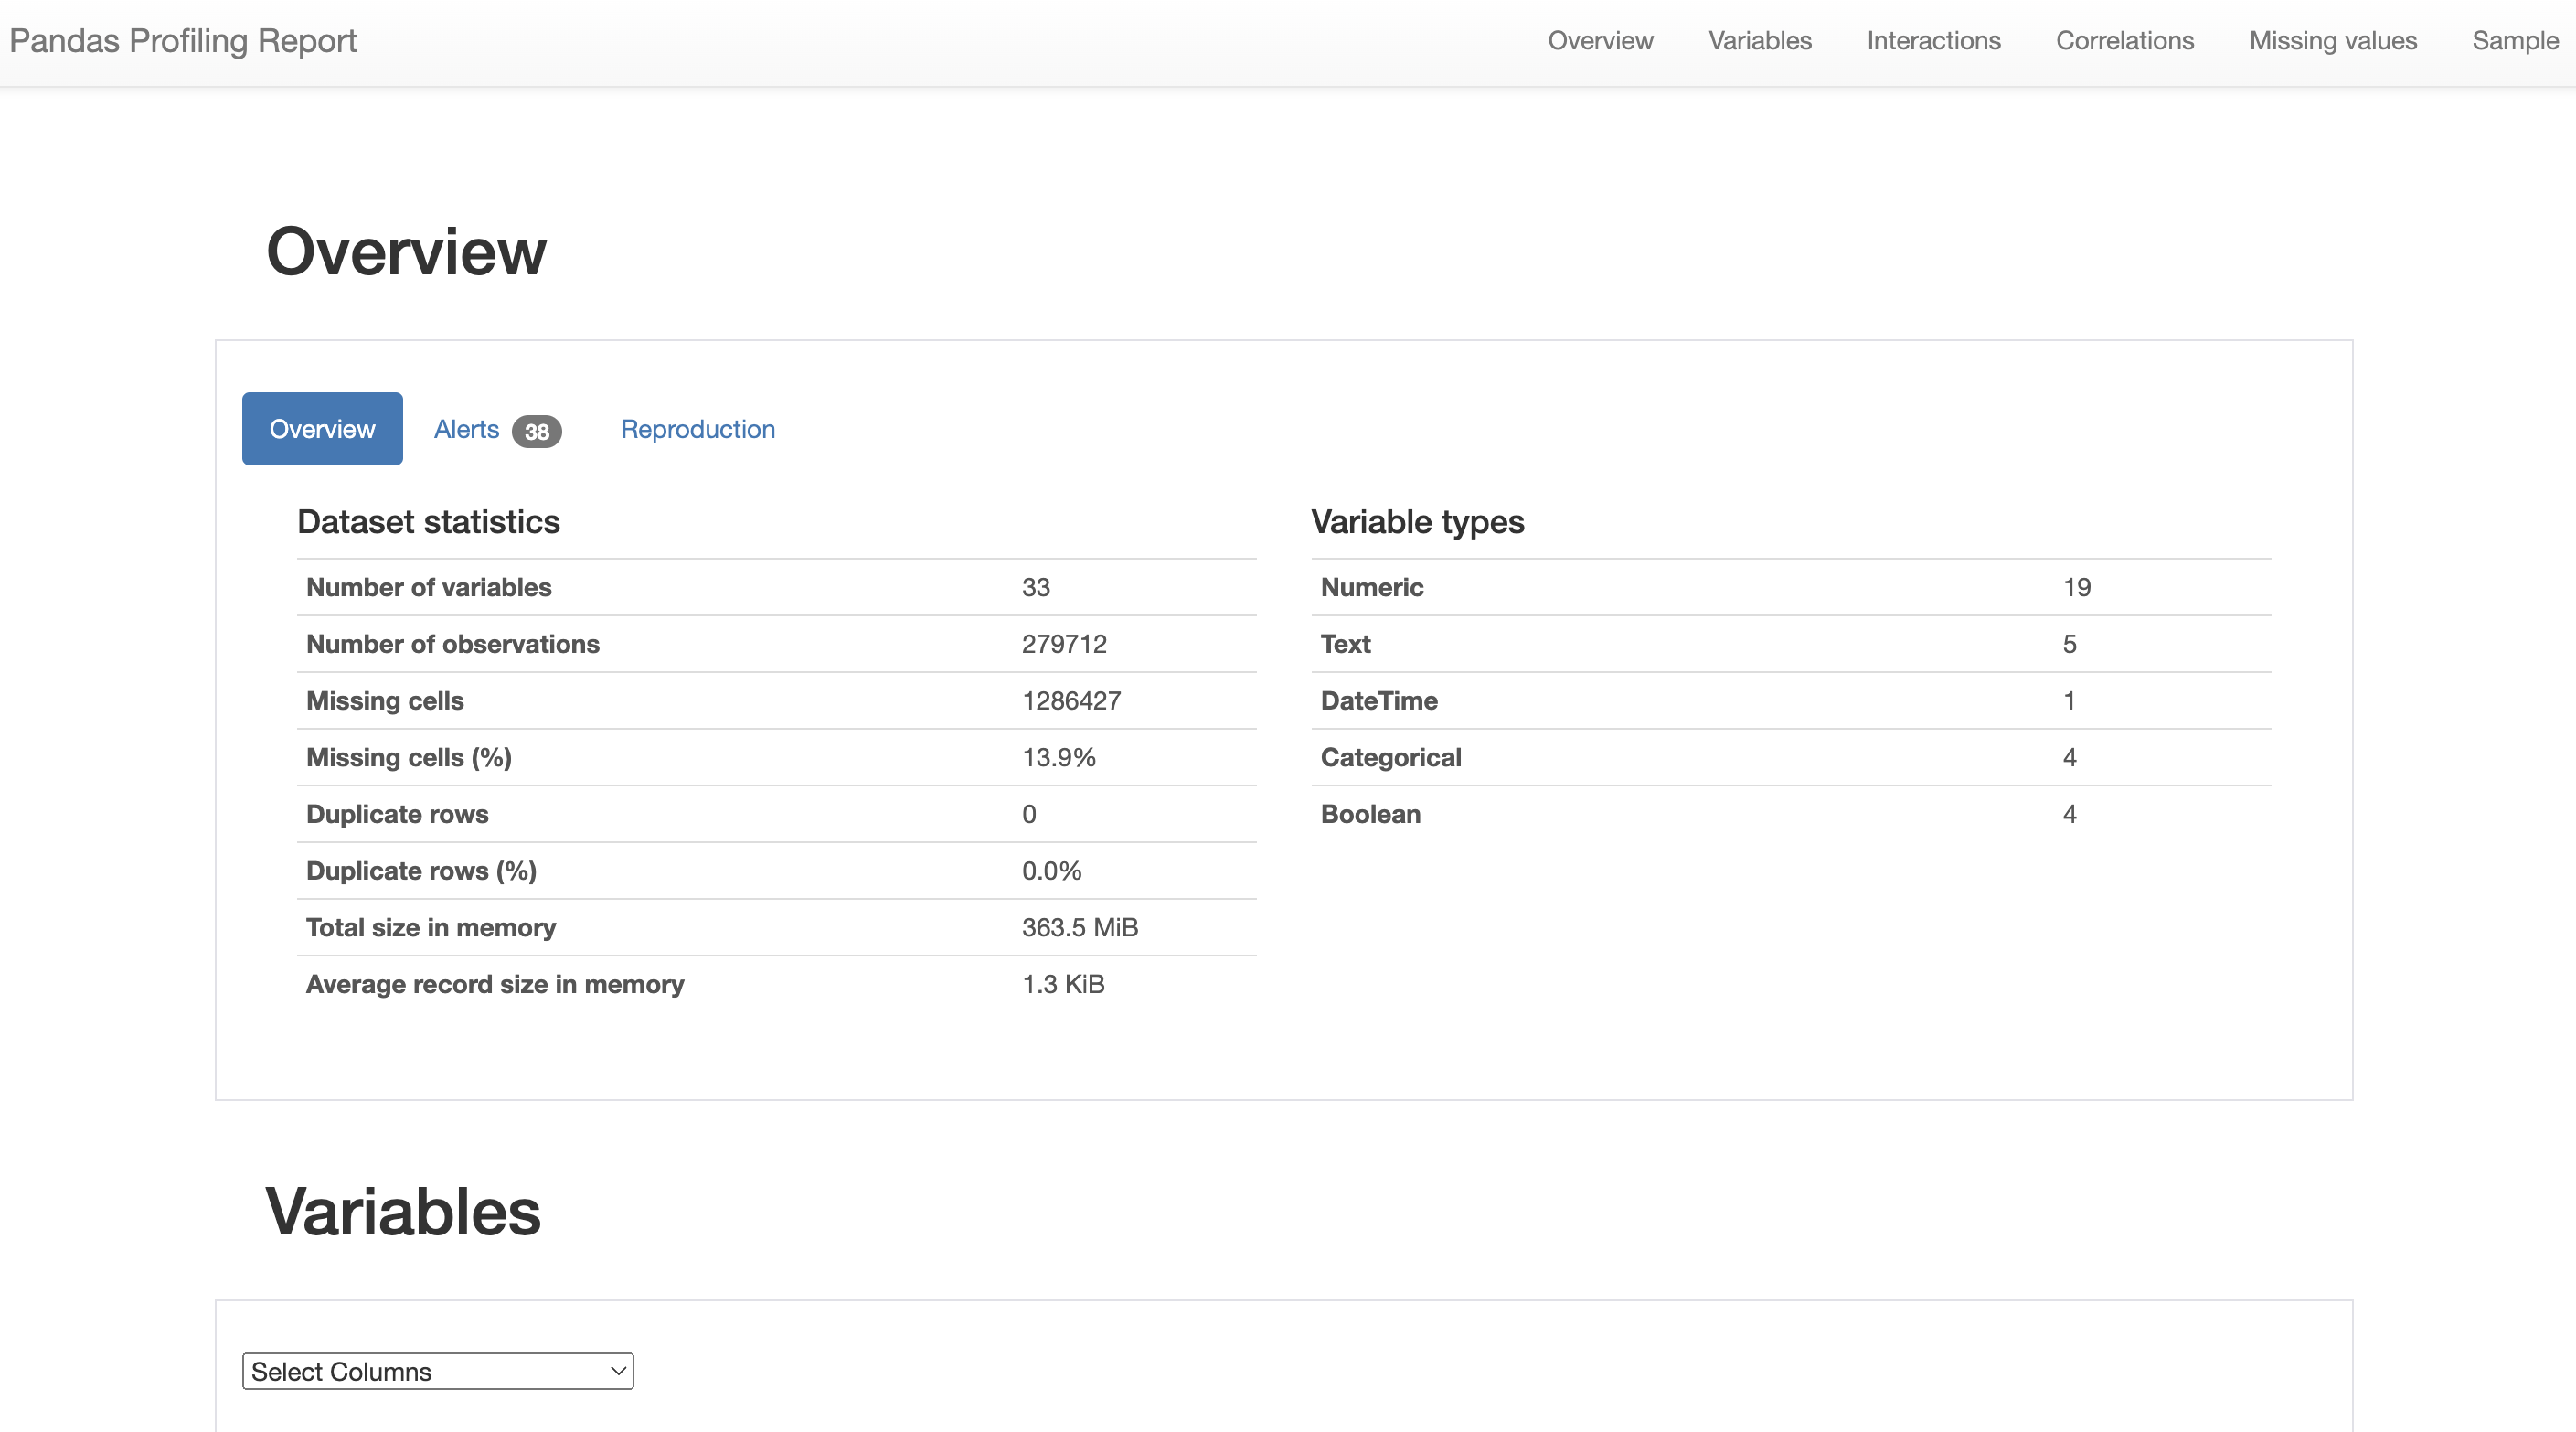 Pandas Profiling Report
Overview Variables Interactions Correlations Missing values Sample
Overview
Overview Alerts 38 Reproduction
Dataset statistics
Number of variables 33
Number of observations 279712
Missing cells 1286427
Missing cells (%) 13.9%
Duplicate rows 0
Duplicate rows (%) 0.0%
Total size in memory 363.5 MiB
Average record size in memory 1.3 KiB
Variable types
Numeric 19
Text 5
DateTime 1
Categorical 4
Boolean 4
Variables
Select Columns